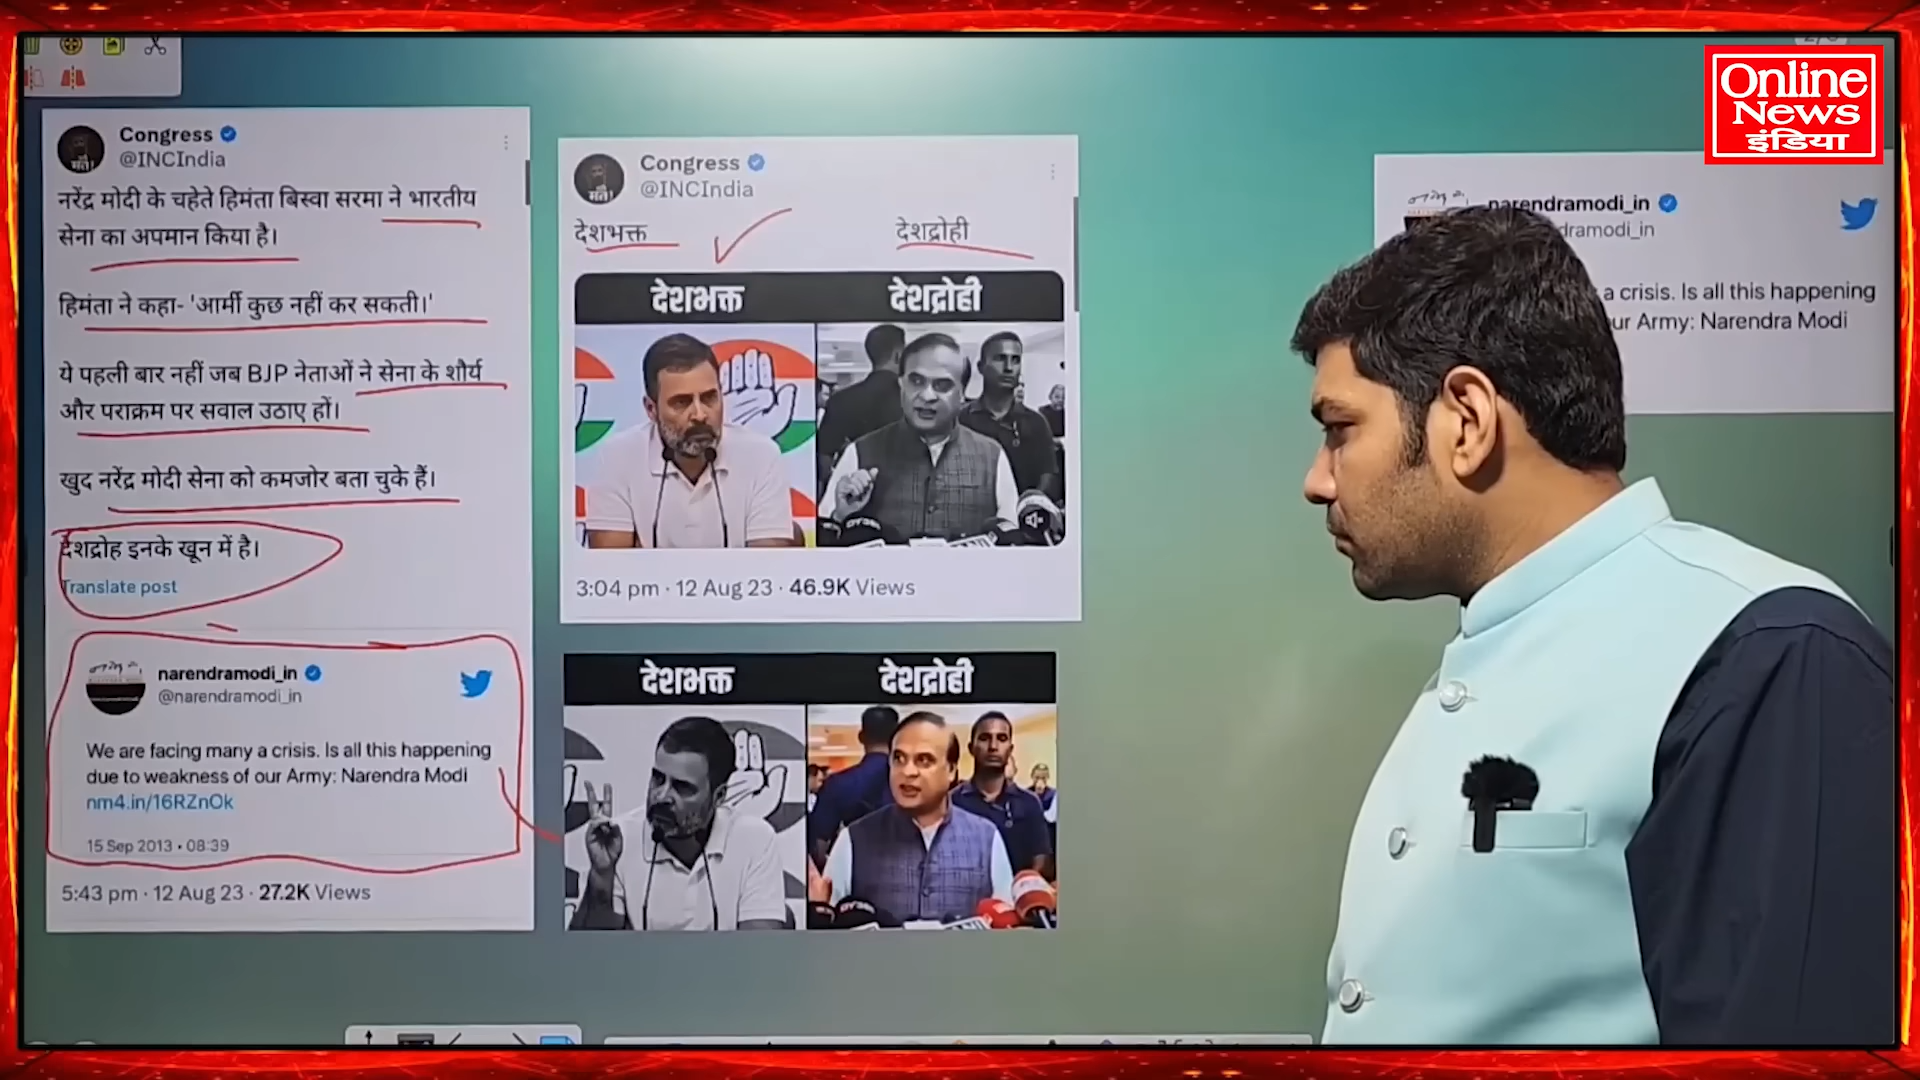 Online
News
इंडिया
Congress
@INCIndia
नरेंद्र मोदी के चहेते हिमंता बिस्वा सरमा ने भारतीय
सेना का अपमान किया है।
हिमंता ने कहा- 'आर्मी कुछ नहीं कर सकती।'
ये पहली बार नहीं जब BJP नेताओं ने सेना के शौर्य
और पराक्रम पर सवाल उठाए हों।
खुद नरेंद्र मोदी सेना को कमजोर बता चुके हैं।
देशद्रोह इनके खून में है।
Translate post
narendramodi_in
@narendramodi_in
We are facing many a crisis. Is all this happening
due to weakness of our Army: Narendra Modi
nm4.in/16RZnOk
15 Sep 2013 • 08:39
5:43 pm · 12 Aug 23 · 27.2K Views
Congress
@INCIndia
देशभक्त देशद्रोही
देशभक्त देशद्रोही
3:04 pm · 12 Aug 23 · 46.9K Views
देशभक्त देशद्रोही
narendramodi_in
dramodi_in
a crisis. Is all this happening
ur Army: Narendra Modi